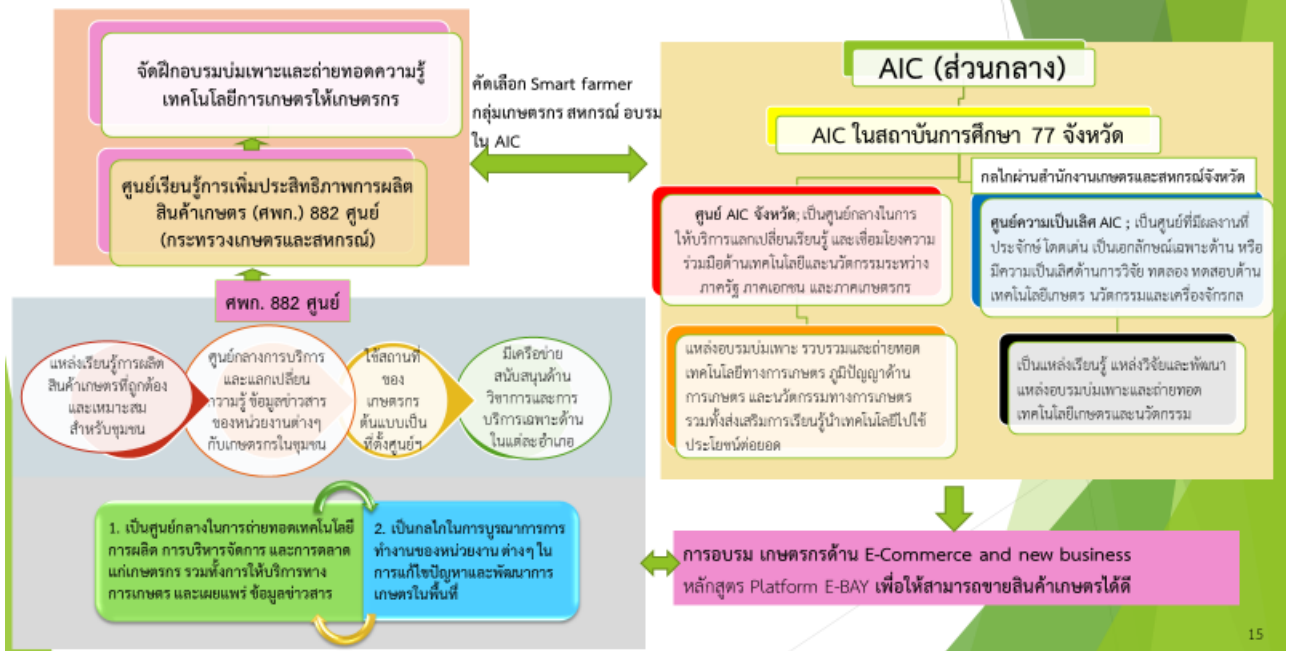 จัดฝึกอบรมบ่มเพาะและถ่ายทอดความรู้
เทคโนโลยีการเกษตรให้เกษตรกร
ศูนย์เรียนรู้การเพิ่มประสิทธิภาพการผลิต
สินค้าเกษตร (ศพก.) 882 ศูนย์
(กระทรวงเกษตรและสหกรณ์)
คัดเลือก Smart farmer
กลุ่มเกษตรกร สหกรณ์ อบรม
ใน AIC
AIC (ส่วนกลาง)
AIC ในสถาบันการศึกษา 77 จังหวัด
กลไกผ่านสำนักงานเกษตรและสหกรณ์จังหวัด
ศูนย์ AIC จังหวัด; เป็นศูนย์กลางในการ
ให้บริการแลกเปลี่ยนเรียนรู้ และเชื่อมโยงความ
ร่วมมือด้านเทคโนโลยีและนวัตกรรมระหว่าง
ภาครัฐ ภาคเอกชน และภาคเกษตรกร
ศูนย์ความเป็นเลิศ AIC ; เป็นศูนย์ที่มีผลงานที่
ประจักษ์ โดดเด่น เป็นเอกลักษณ์เฉพาะด้าน หรือ
มีความเป็นเลิศด้านการวิจัย ทดลอง ทดสอบด้าน
เทคโนโลยีเกษตร นวัตกรรมและเครื่องจักรกล
แหล่งอบรมบ่มเพาะ รวบรวมและถ่ายทอด
เทคโนโลยีทางการเกษตร ภูมิปัญญาด้าน
การเกษตร และนวัตกรรมทางการเกษตร
รวมทั้งส่งเสริมการเรียนรู้นำเทคโนโลยีไปใช้
ประโยชน์ต่อยอด
เป็นแหล่งเรียนรู้ แหล่งวิจัยและพัฒนา
แหล่งอบรมบ่มเพาะและถ่ายทอด
เทคโนโลยีเกษตรและนวัตกรรม
ศพก. 882 ศูนย์
แหล่งเรียนรู้การผลิต
สินค้าเกษตรที่ถูกต้อง
และเหมาะสม
สำหรับชุมชน
ศูนย์กลางการบริการ
และแลกเปลี่ยน
ความรู้ ข้อมูลข่าวสาร
ของหน่วยงานต่างๆ
กับเกษตรกรในชุมชน
ใช้สถานที่
ของ
เกษตรกร
ต้นแบบเป็น
ที่ตั้งศูนย์ฯ
มีเครือข่าย
สนับสนุนด้าน
วิชาการและการ
บริการเฉพาะด้าน
ในแต่ละอำเภอ
1. เป็นศูนย์กลางในการถ่ายทอดเทคโนโลยี
การผลิต การบริหารจัดการ และการตลาด
แก่เกษตรกร รวมทั้งการให้บริการทาง
การเกษตร และเผยแพร่ ข้อมูลข่าวสาร
2. เป็นกลไกในการบูรณาการการ
ทำงานของหน่วยงาน ต่างๆ ใน
การแก้ไขปัญหาและพัฒนาการ
เกษตรในพื้นที่
การอบรม เกษตรกรด้าน E-Commerce and new business
หลักสูตร Platform E-BAY เพื่อให้สามารถขายสินค้าเกษตรได้ดี
15